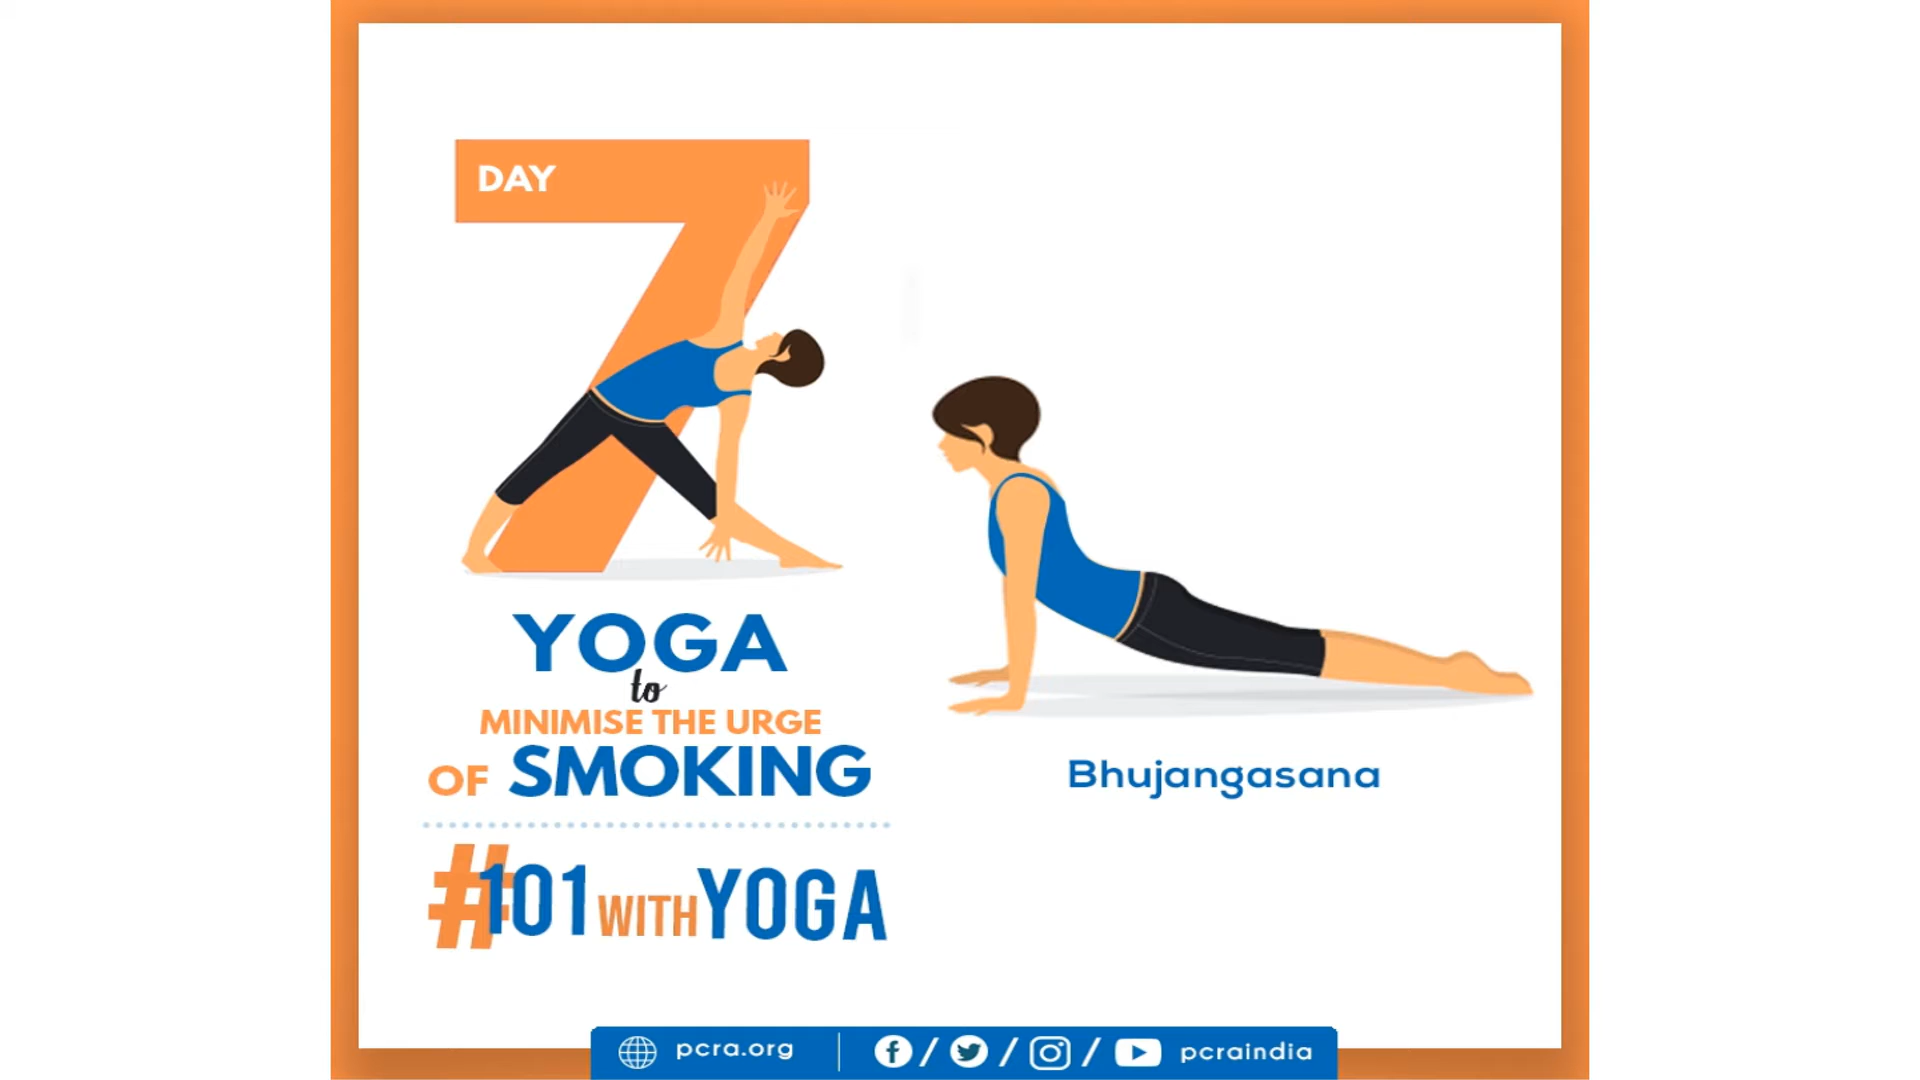 DAY
7
YOGA
to
MINIMISE THE URGE
OF SMOKING
#101 WITH YOGA
Bhujangasana
pcra.org
pcraindia